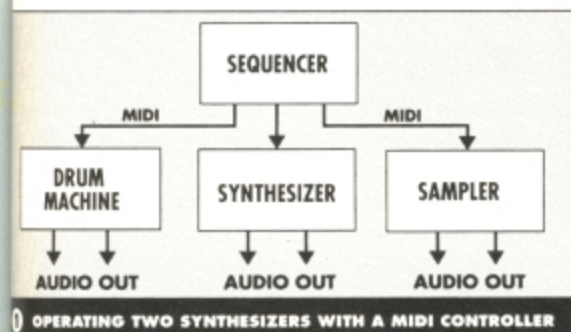 SEQUENCER
MIDI MIDI
DRUM
MACHINE
SYNTHESIZER
SAMPLER
AUDIO OUT AUDIO OUT AUDIO OUT
OPERATING TWO SYNTHESIZERS WITH A MIDI CONTROLLER